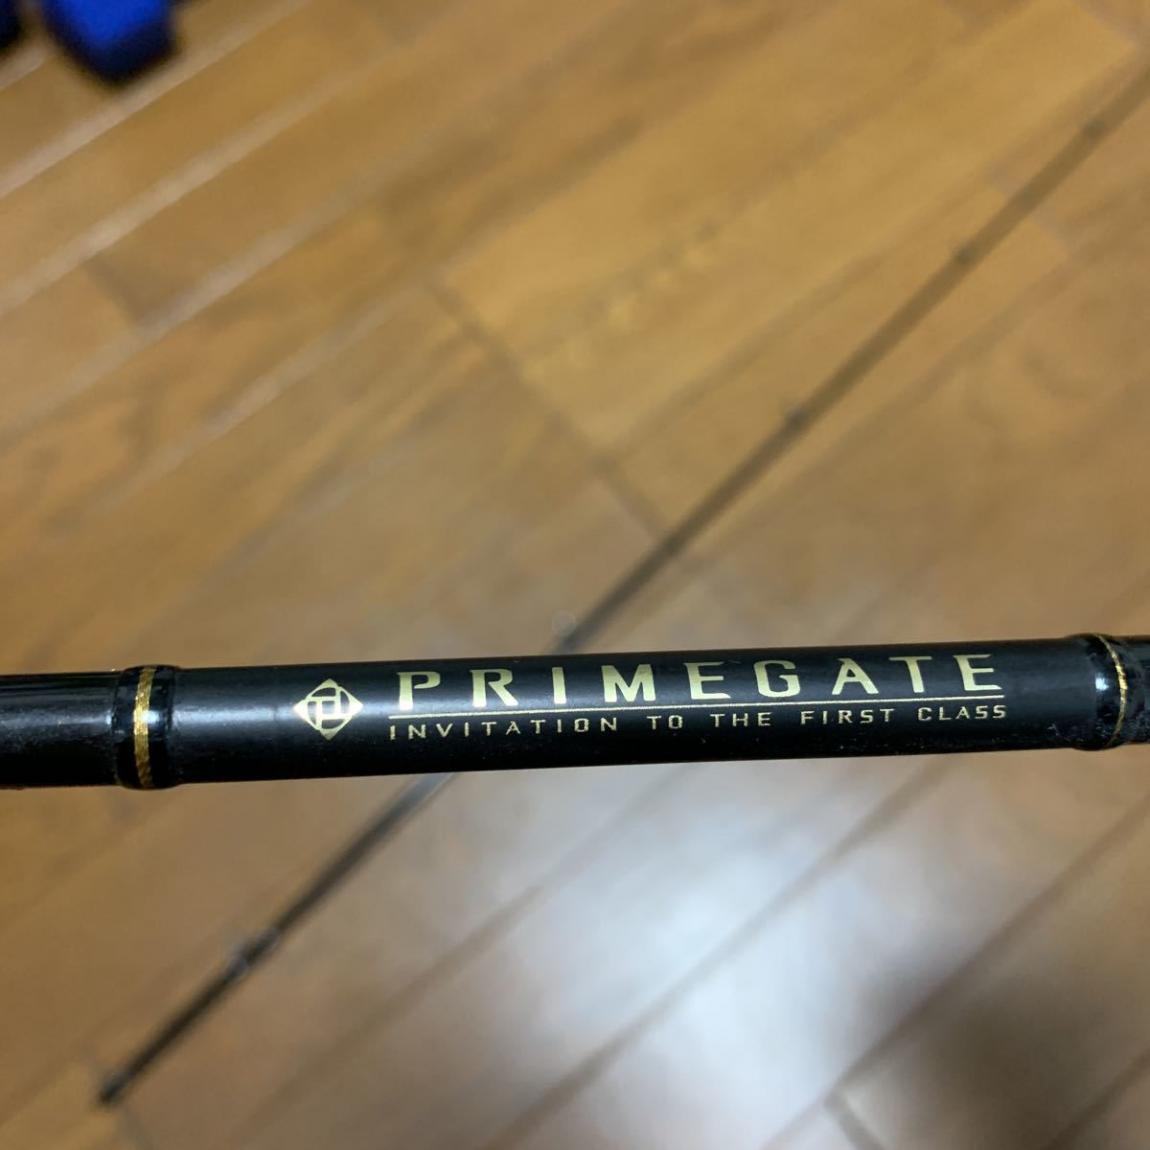 PRIMEGATE
INVITATION TO THE FIRST CLASS